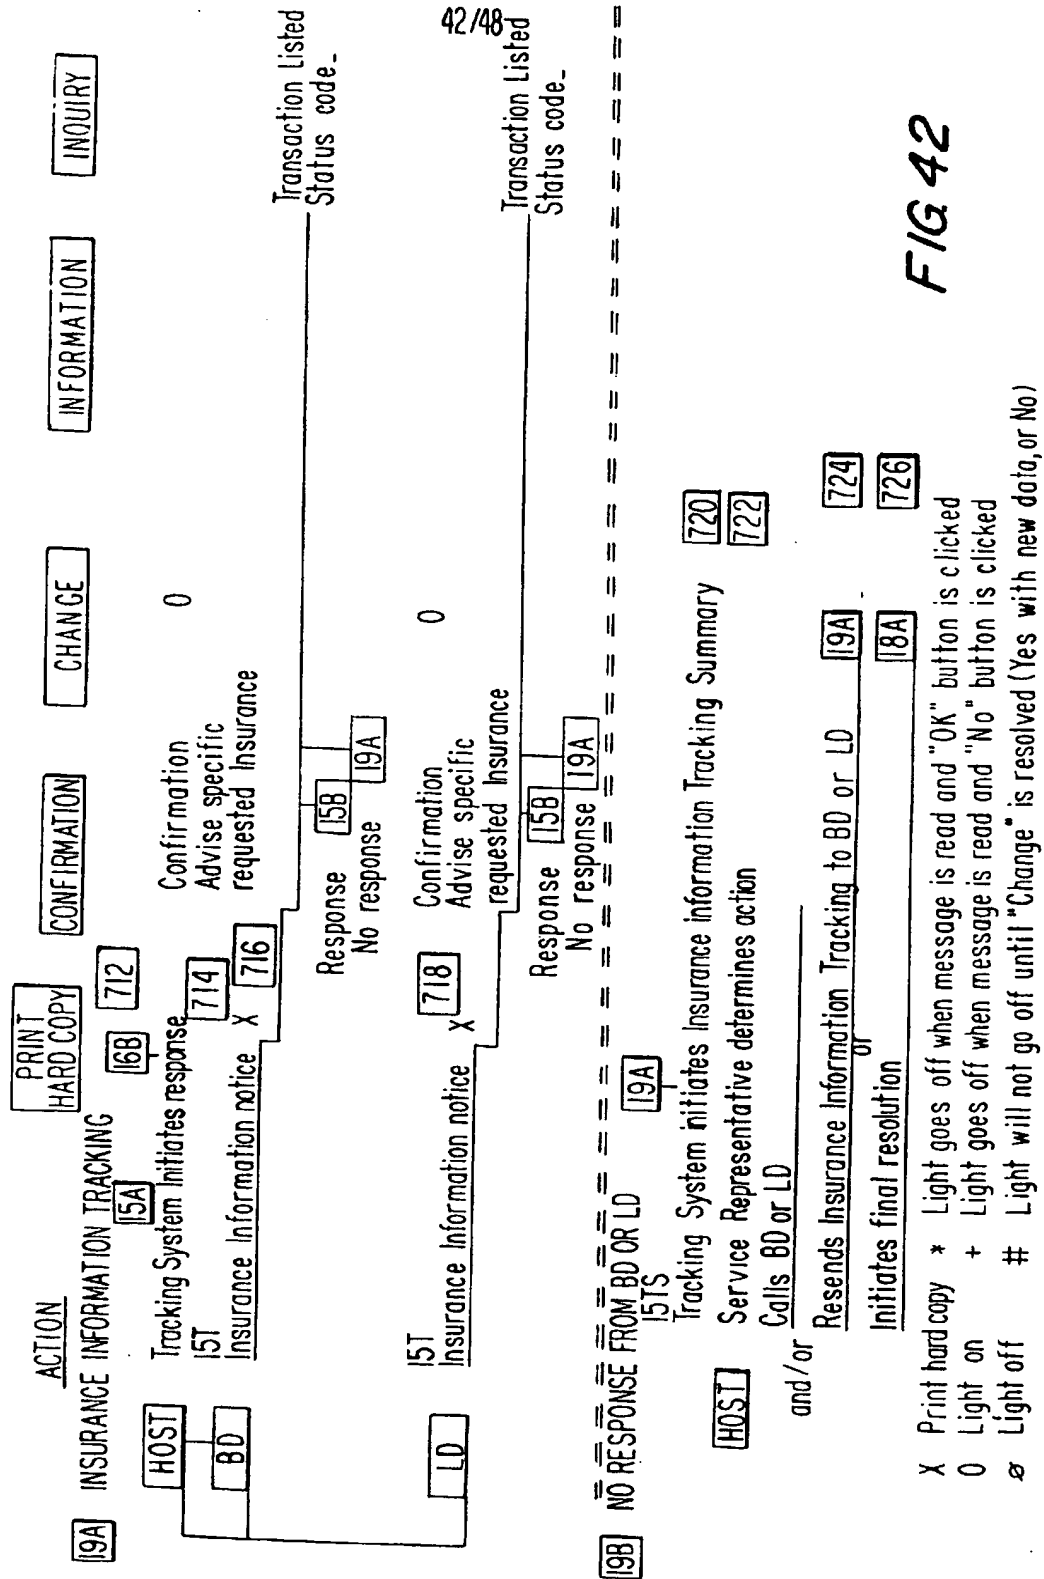 42/48
ACTION
PRINT
HARD COPY
CONFIRMATION
CHANGE
INFORMATION
INQUIRY
19A INSURANCE INFORMATION TRACKING
15A
16B
712
HOST
Tracking System Initiates response
714
Confirmation
Advise specific
requested Insurance
O
BD
15T
Insurance Information notice
X
716
Transaction Listed
Status code_
Response
No response
15B
19A
LD
15T
Insurance Information notice
X
718
Confirmation
Advise specific
requested Insurance
O
Transaction Listed
Status code_
Response
No response
15B
19A
19B NO RESPONSE FROM BD OR LD
15TS
19A
Tracking System initiates Insurance information Tracking Summary 720
HOST
Service Representative determines action 722
Calls BD or LD
and/or
Resends Insurance Information Tracking to BD or LD 19A 724
or
Initiates final resolution 18A 726
X Print hard copy * Light goes off when message is read and "OK" button is clicked
O Light on + Light goes off when message is read and "No" button is clicked
ø Light off # Light will not go off until "Change" is resolved (Yes with new data, or No)
FIG 42